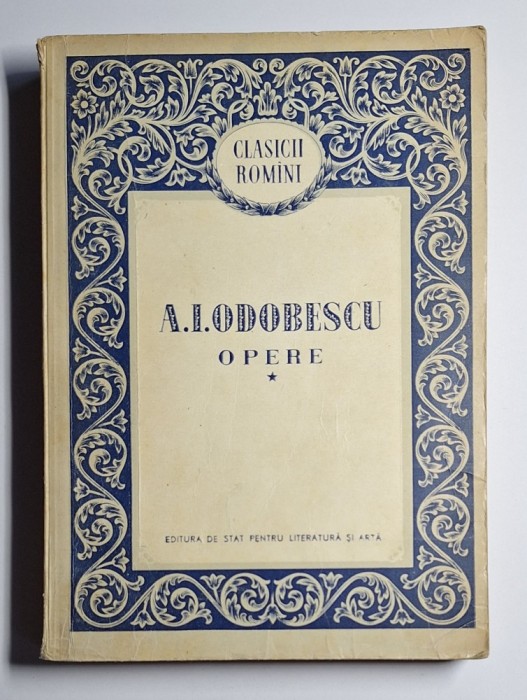 CLASICII
ROMÎNI
A.I.ODOBESCU
OPERE
★
EDITURA DE STAT PENTRU LITERATURĂ ȘI ARTĂ